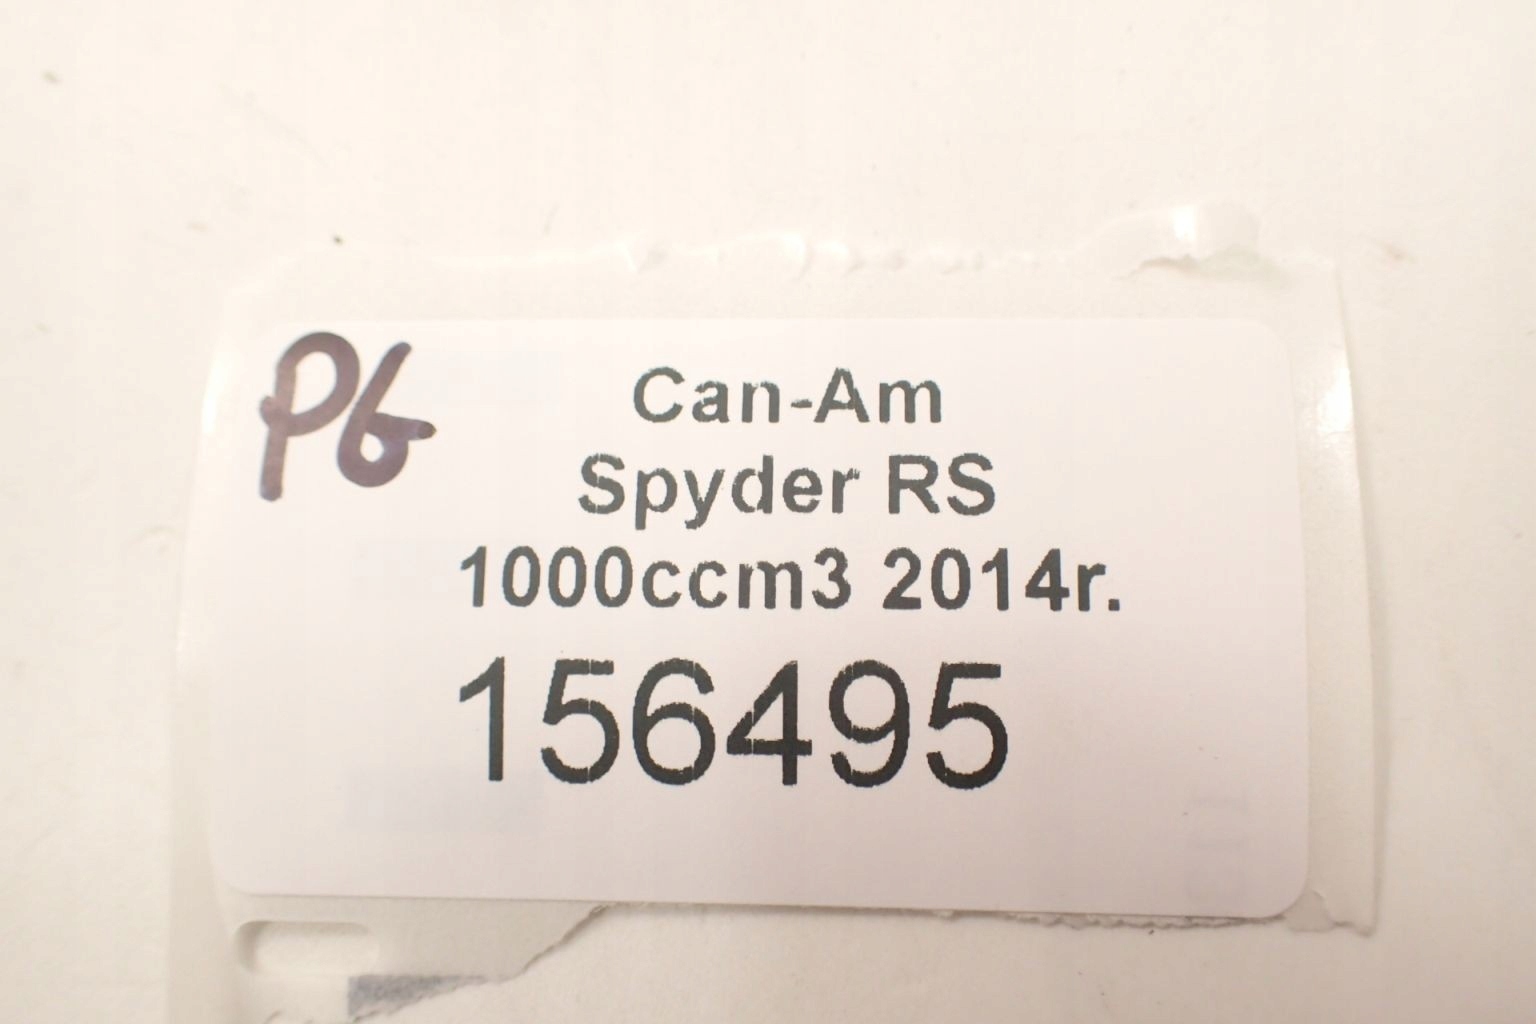 P6
Can-Am
Spyder RS
1000ccm3 2014r.
156495